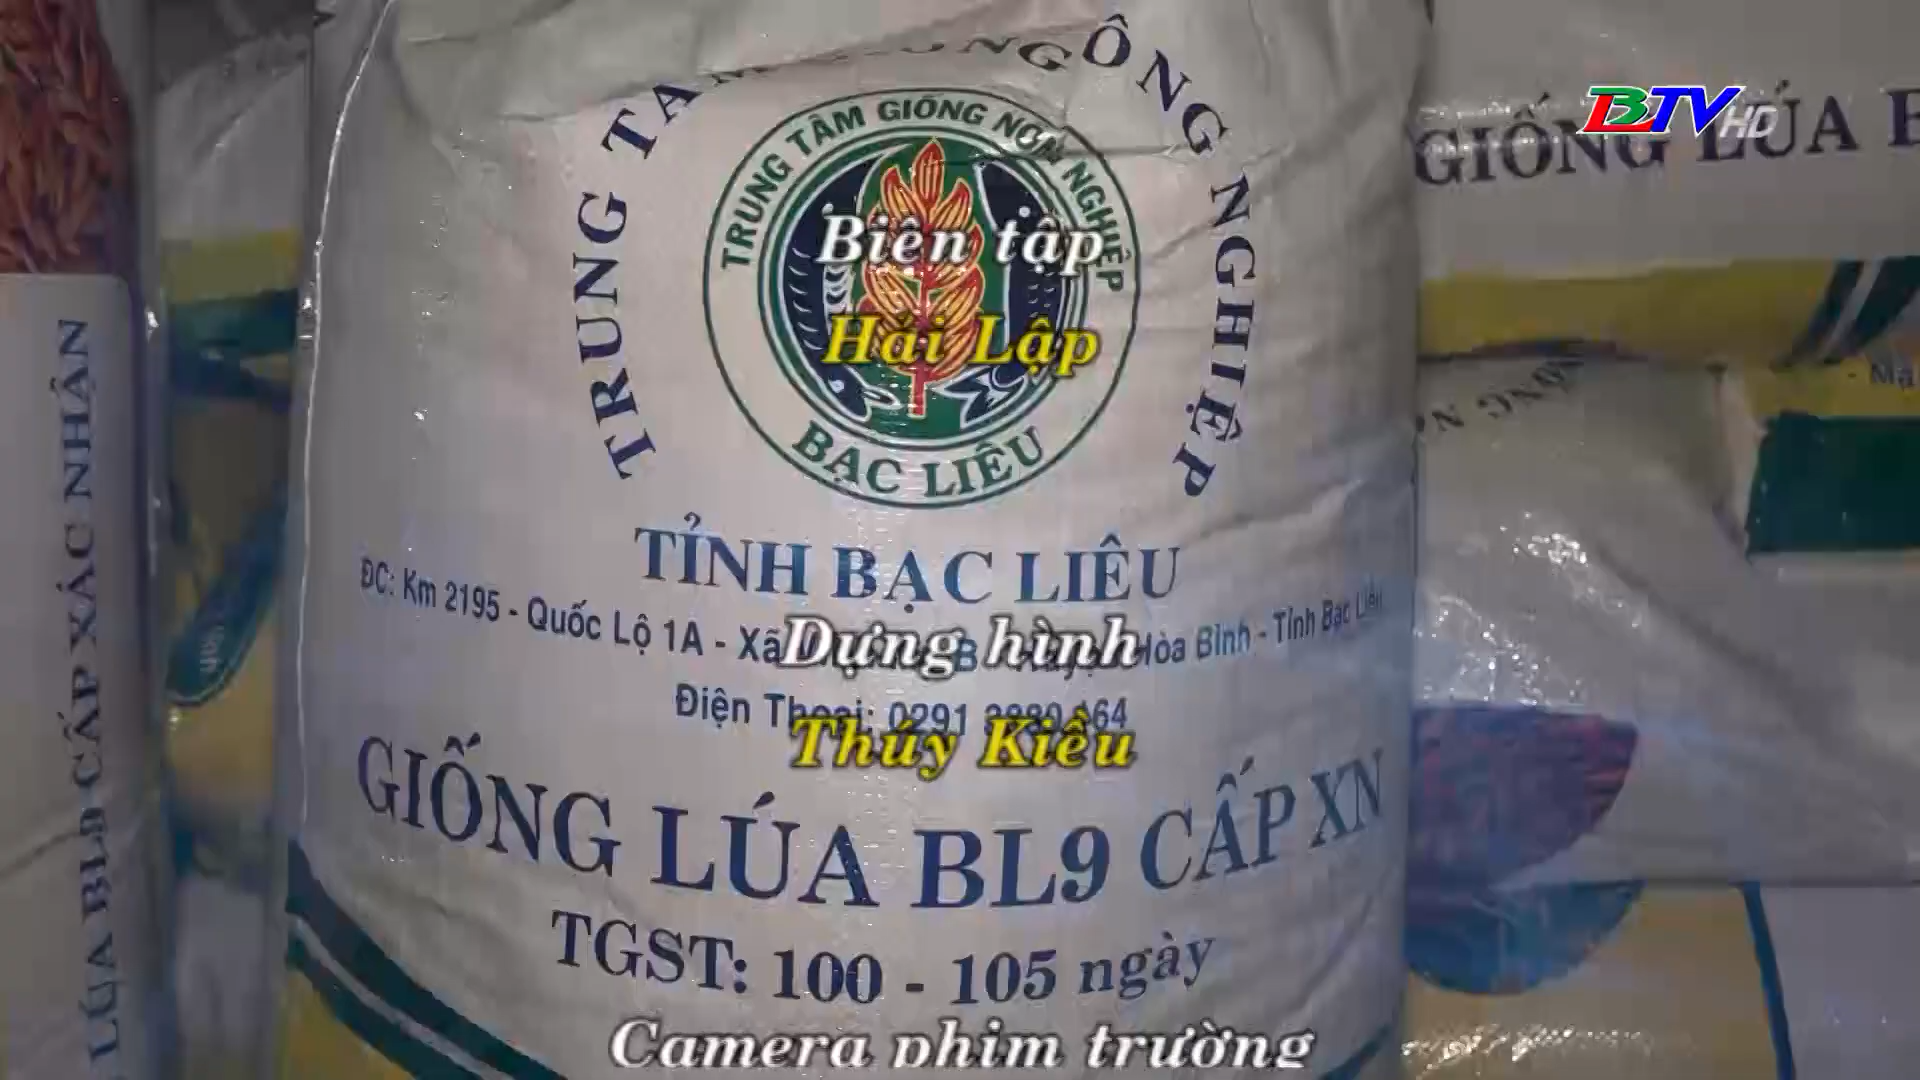 BTV HD
TRUNG TÂM GIỐNG NÔNG NGHIỆP
TRUNG TÂM GIỐNG NÔNG NGHIỆP
BẠC LIÊU
Biên tập
Hải Lập
TỈNH BẠC LIÊU
ĐC: Km 2195 - Quốc Lộ 1A - Xã B Hòa Bình - Tỉnh Bạc Liêu
Dựng hình
Điện Thoại: 0291
Thúy Kiều
GIỐNG LÚA BL9 CẤP XN
TGST: 100 - 105 ngày
Camera phim trường
LÚA BL9 CẤP XÁC NHẬN
GIỐNG LÚA